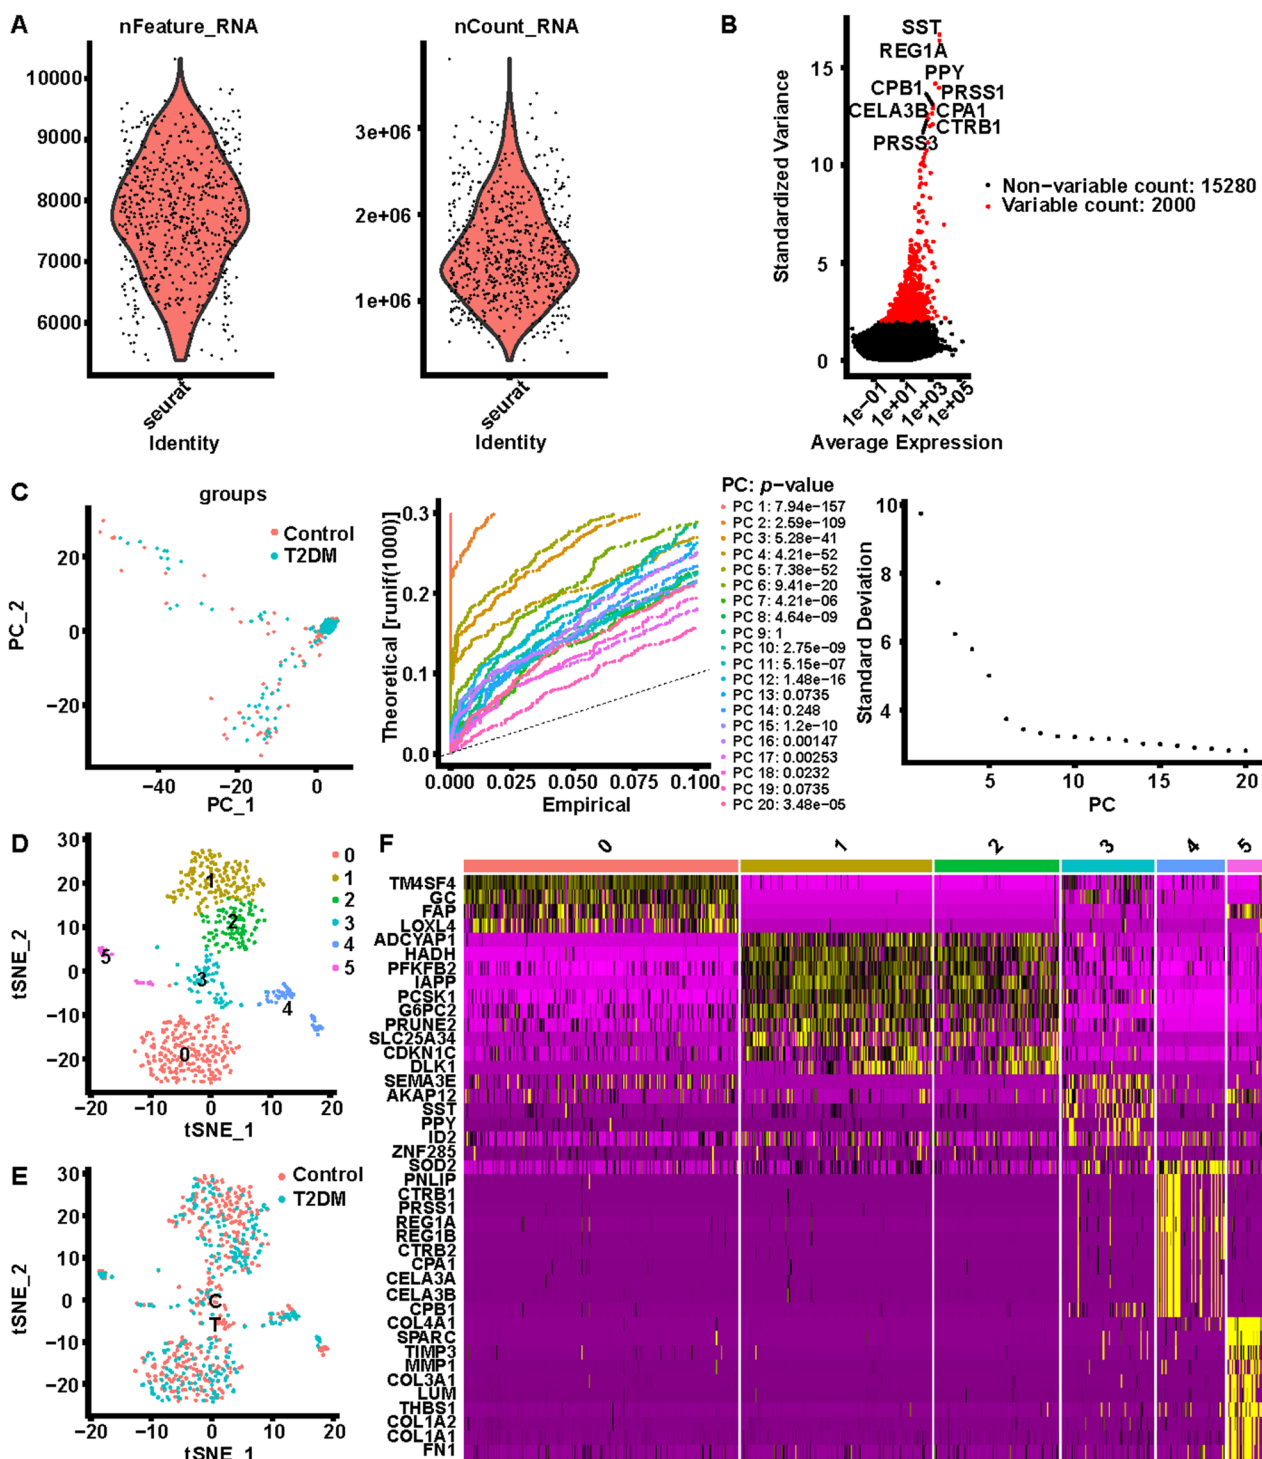 A
nFeature_RNA
10000
9000
8000
7000
6000
seurat
Identity
nCount_RNA
3e+06
2e+06
1e+06
seurat
Identity
B
Standardized Variance
15
10
5
0
SST
REG1A
PPY
CPB1
PRSS1
CELA3B
CPA1
CTRB1
PRSS3
Non−variable count: 15280
Variable count: 2000
1e−01
1e+01
1e+03
1e+05
Average Expression
C
groups
Control
T2DM
PC_2
20
0
−20
−40
−20
0
PC_1
Theoretical [runif(1000)]
0.3
0.2
0.1
0.0
0.000
0.025
0.050
0.075
0.100
Empirical
PC: p−value
PC 1: 7.94e−157
PC 2: 2.59e−109
PC 3: 5.28e−41
PC 4: 4.21e−52
PC 5: 7.38e−52
PC 6: 9.41e−20
PC 7: 4.21e−06
PC 8: 4.64e−09
PC 9: 1
PC 10: 2.75e−09
PC 11: 5.15e−07
PC 12: 1.48e−16
PC 13: 0.0735
PC 14: 0.248
PC 15: 1.2e−10
PC 16: 0.00147
PC 17: 0.00253
PC 18: 0.0232
PC 19: 0.0735
PC 20: 3.48e−05
Standard Deviation
10
8
6
4
5
10
15
20
PC
D
tSNE_2
30
20
10
0
−10
−20
1
2
3
4
5
0
0
1
2
3
4
5
−20
−10
0
10
20
tSNE_1
E
tSNE_2
30
20
10
0
−10
−20
Control
T2DM
C
T
−20
−10
0
10
20
tSNE_1
F
0
1
2
3
4
5
TM4SF4
GC
FAP
LOXL4
ADCYAP1
HADH
PFKFB2
IAPP
PCSK1
G6PC2
PRUNE2
SLC25A34
CDKN1C
DLK1
SEMA3E
AKAP12
SST
PPY
ID2
ZNF285
SOD2
PNLIP
CTRB1
PRSS1
REG1A
REG1B
CTRB2
CPA1
CELA3A
CELA3B
CPB1
COL4A1
SPARC
TIMP3
MMP1
COL3A1
LUM
THBS1
COL1A2
COL1A1
FN1